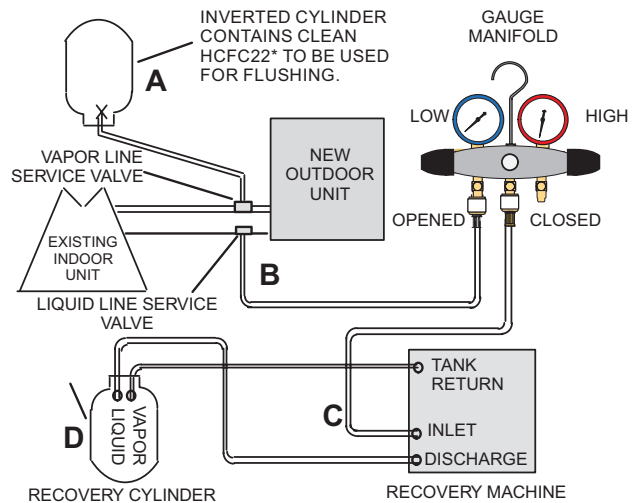 INVERTED CYLINDER
CONTAINS CLEAN
HCFC22* TO BE USED
FOR FLUSHING.
A
GAUGE
MANIFOLD
LOW
HIGH
VAPOR LINE
SERVICE VALVE
NEW
OUTDOOR
UNIT
OPENED
CLOSED
EXISTING
INDOOR
UNIT
B
LIQUID LINE SERVICE
VALVE
TANK
RETURN
C
INLET
DISCHARGE
D
LIQUID
VAPOR
RECOVERY CYLINDER
RECOVERY MACHINE